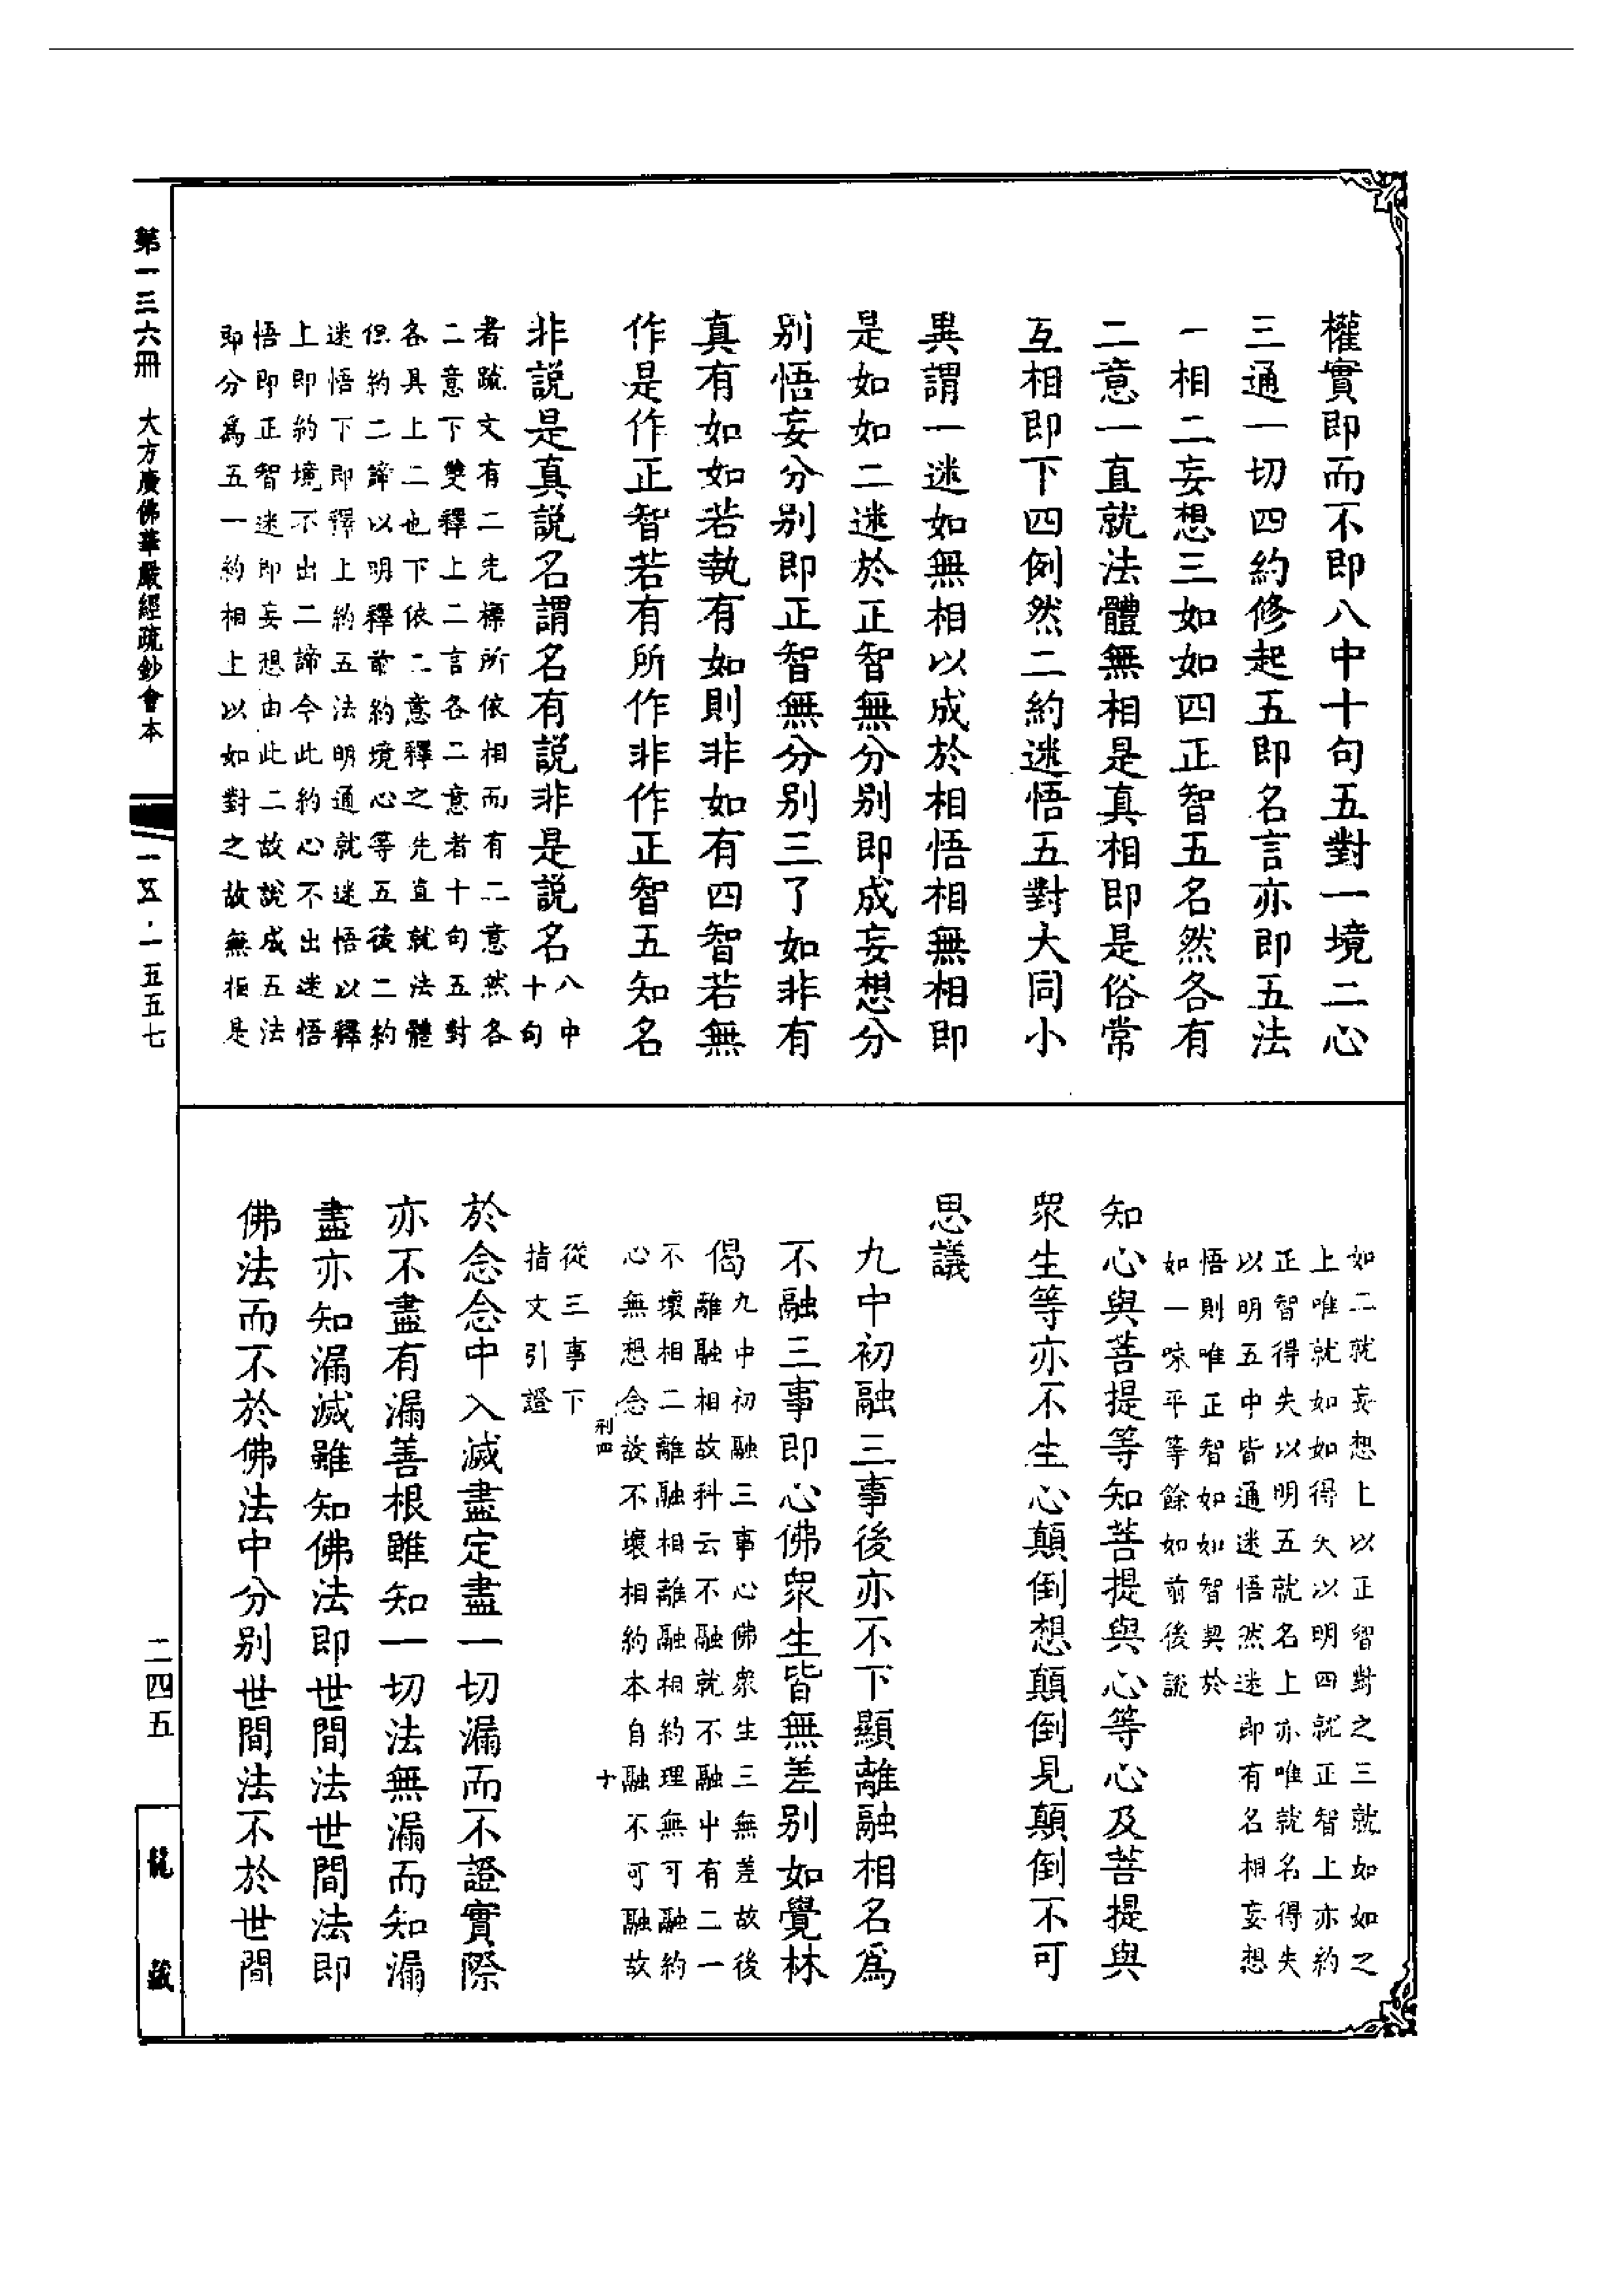 權實即而不即八中十句五對一境二心
三通一切四約修起五即名言亦即五法
一相二妄想三如如四正智五名然各有
二意一直就法體無相是真相即是俗常
互相即下四例然二約迷悟五對大同小
異謂一迷如無相以成於相悟相無相即
是如如二迷於正智無分別即成妄想分
別悟妄分別即正智無分別三了如非有
真有如如若執有如則非如有四智若無
作是作正智若有所作非作正智五知名
非説是真説名謂名有説非是説名八中
十句
者疏文有二先標所依相而有二意然各
二意下雙釋上二言各二意者十句五對
各具上二也下依二意釋之先直就法體
但約二諦以明釋前約境心等五後二約
迷悟下即釋上約五法明通就迷悟以釋
上即約境不出二諦今此約心不出迷悟
悟即正智迷即妄想由此二故説成五法
即分爲五一約相上以如對之故無相是
如二就妄想上以正智對之三就如如之
上唯就如如得失以明四就正智上亦約
正智得失以明五就名上亦唯就名得失
以明五中皆通迷悟然迷即有名相妄想
悟則唯正智如如智契於
如一味平等餘如前後説
知心與菩提等知菩提與心等心及菩提與
衆生等亦不生心顛倒想顛倒見顛倒不可
思議
九中初融三事後亦不下顯離融相名爲
不融三事即心佛衆生皆無差別如覺林
偈九中初融三事心佛衆生三無差故後
離融相故科云不融就不融中有二一
不壞相二離融相離融相約理無可融約
心無想念故不壞相約本自融不可融故
從三事下
指文引證
刑四
十
於念念中入滅盡定盡一切漏而不證實際
亦不盡有漏善根雖知一切法無漏而知漏
盡亦知漏滅雖知佛法即世間法世間法即
佛法而不於佛法中分別世間法不於世間
第一三六冊 大方廣佛華嚴經疏鈔會本
一五·一五五七
二四五
龍藏